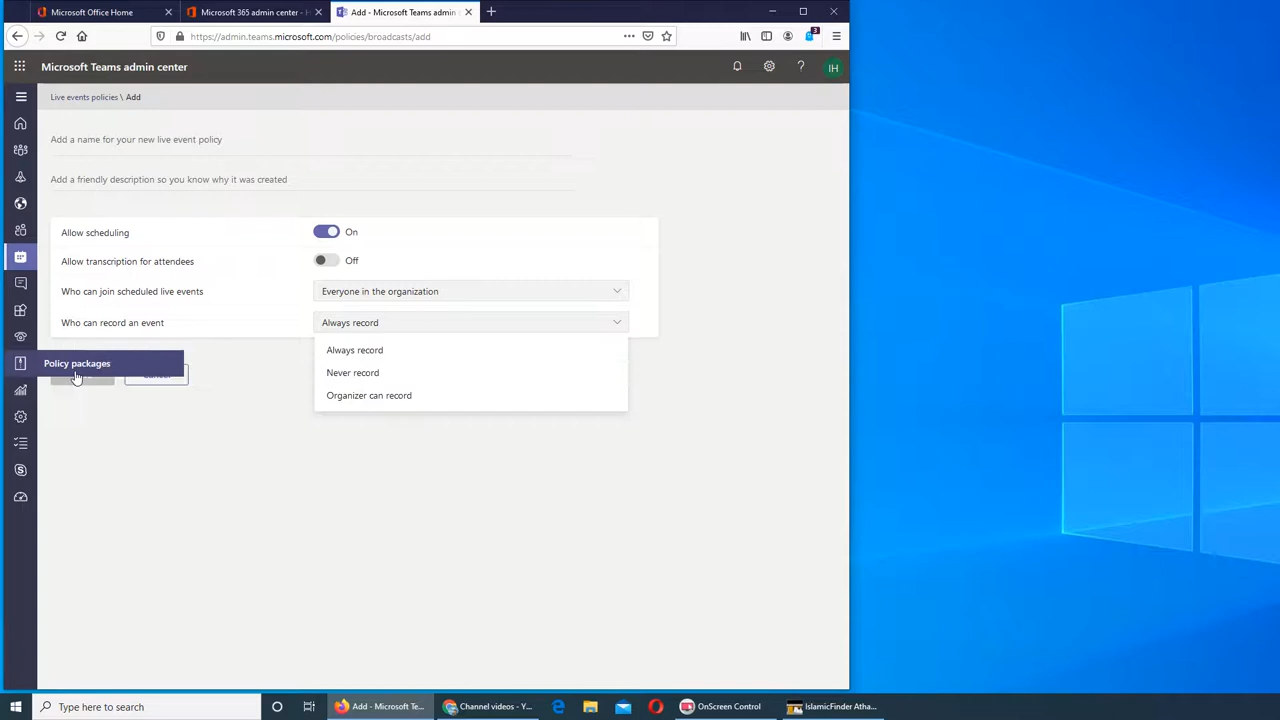 Microsoft Office Home
Microsoft 365 admin center - H
Add - Microsoft Teams admin c
https://admin.teams.microsoft.com/policies/broadcasts/add
3
Microsoft Teams admin center
IH
Live events policies \ Add
Add a name for your new live event policy
Add a friendly description so you know why it was created
Allow scheduling
On
Allow transcription for attendees
Off
Who can join scheduled live events
Everyone in the organization
Who can record an event
Always record
Always record
Never record
Organizer can record
Policy packages
Cancel
Type here to search
Add - Microsoft Te...
Channel videos - Y...
OnScreen Control
IslamicFinder Atha...